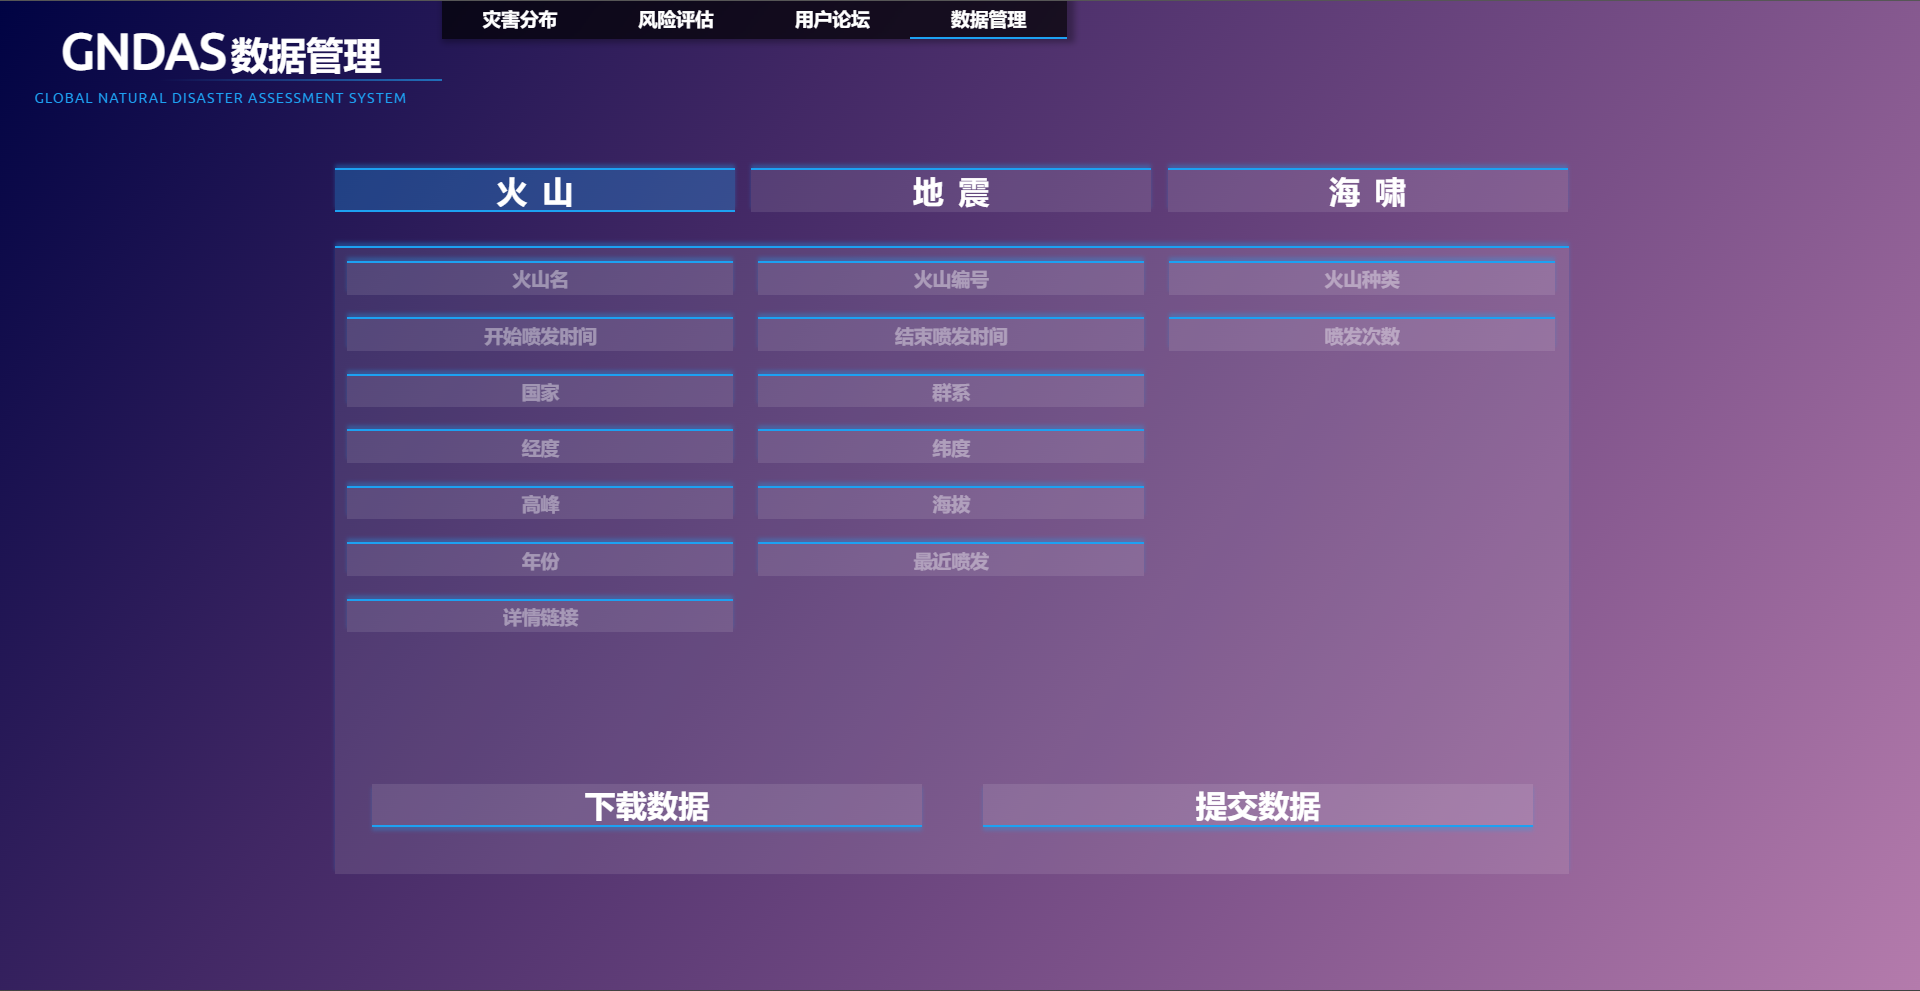 灾害分布 风险评估 用户论坛 数据管理
GNDAS数据管理
GLOBAL NATURAL DISASTER ASSESSMENT SYSTEM
火 山 地 震 海 啸
火山名 火山编号 火山种类
开始喷发时间 结束喷发时间 喷发次数
国家 群系
经度 纬度
高峰 海拔
年份 最近喷发
详情链接
下载数据 提交数据